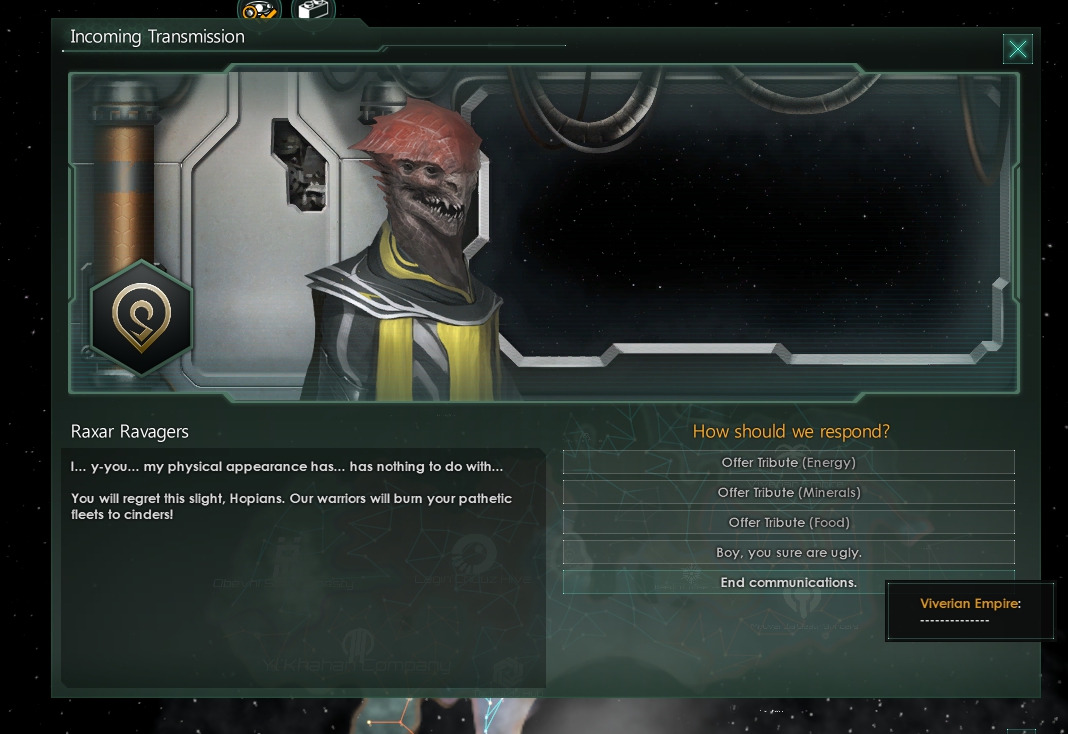 Incoming Transmission
Raxar Ravagers
I... y-you... my physical appearance has... has nothing to do with...
You will regret this slight, Hopians. Our warriors will burn your pathetic
fleets to cinders!
How should we respond?
Offer Tribute (Energy)
Offer Tribute (Minerals)
Offer Tribute (Food)
Boy, you sure are ugly.
End communications.
Viverian Empire:
--------------
Khahan Company